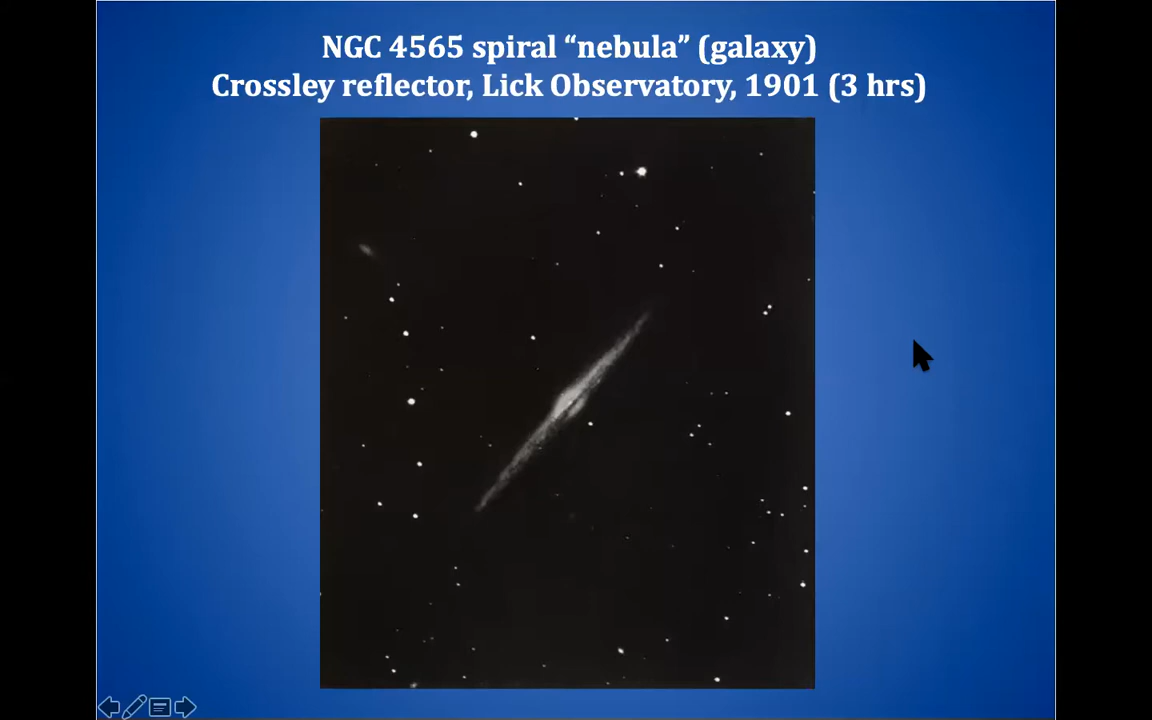 NGC 4565 spiral “nebula” (galaxy)
Crossley reflector, Lick Observatory, 1901 (3 hrs)